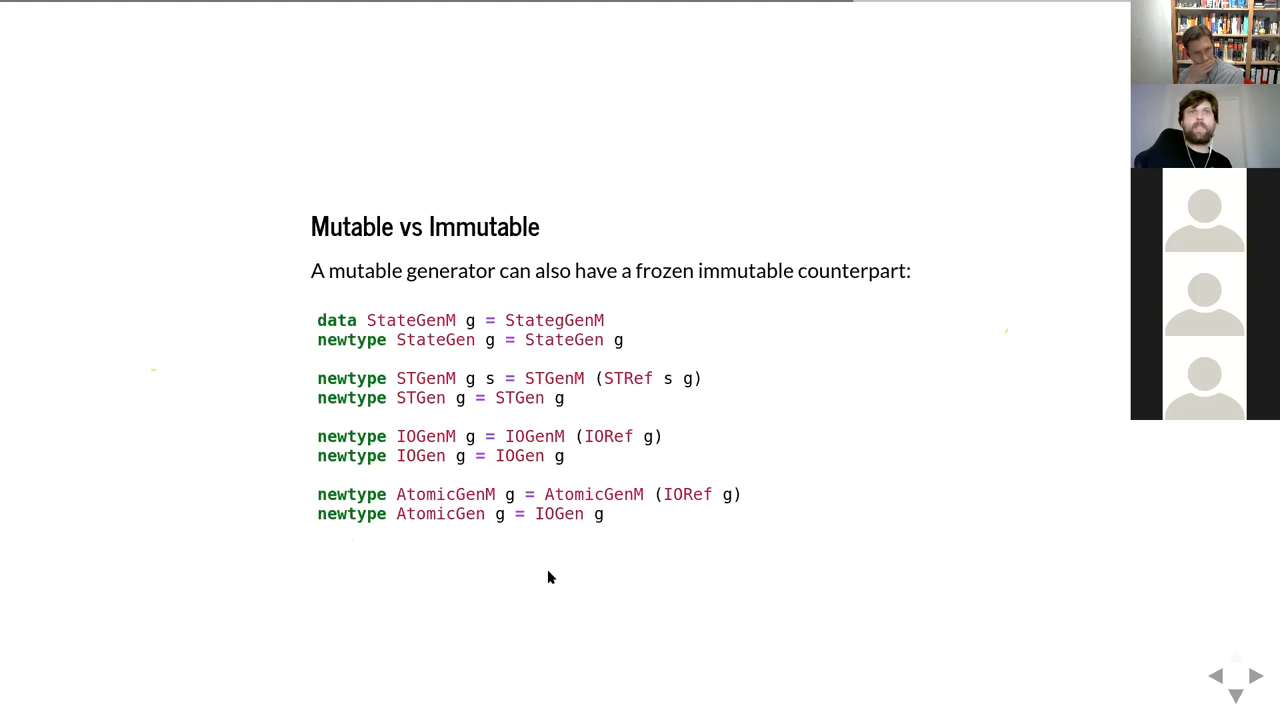 Mutable vs Immutable
A mutable generator can also have a frozen immutable counterpart:
data StateGenM g = StategGenM
newtype StateGen g = StateGen g
newtype STGenM g s = STGenM (STRef s g)
newtype STGen g = STGen g
newtype IOGenM g = IOGenM (IORef g)
newtype IOGen g = IOGen g
newtype AtomicGenM g = AtomicGenM (IORef g)
newtype AtomicGen g = IOGen g